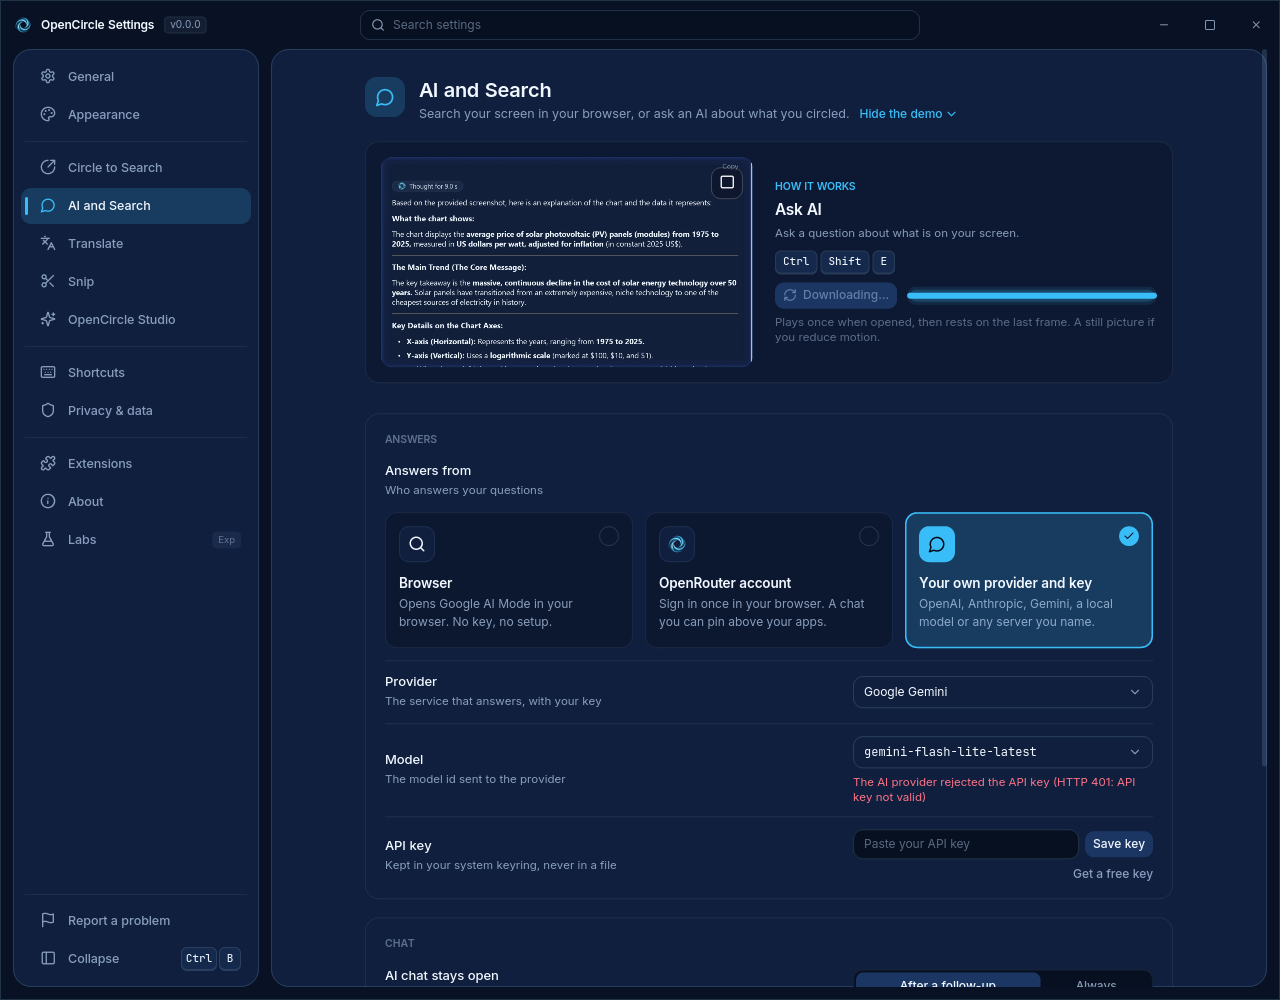 OpenCircle Settings v0.0.0
Search settings
General
Appearance
Circle to Search
AI and Search
Translate
Snip
OpenCircle Studio
Shortcuts
Privacy & data
Extensions
About
Labs Exp
Report a problem
Collapse Ctrl B
AI and Search
Search your screen in your browser, or ask an AI about what you circled. Hide the demo
Copy
Thought for 9.0 s
Based on the provided screenshot, here is an explanation of the chart and the data it represents:
What the chart shows:
The chart displays the average price of solar photovoltaic (PV) panels (modules) from 1975 to
2025, measured in US dollars per watt, adjusted for inflation (in constant 2025 US$).
The Main Trend (The Core Message):
The key takeaway is the massive, continuous decline in the cost of solar energy technology over 50
years. Solar panels have transitioned from an extremely expensive, niche technology to one of the
cheapest sources of electricity in history.
Key Details on the Chart Axes:
• X-axis (Horizontal): Represents the years, ranging from 1975 to 2025.
• Y-axis (Vertical): Uses a logarithmic scale (marked at $100, $10, and $1).
HOW IT WORKS
Ask AI
Ask a question about what is on your screen.
Ctrl Shift E
Downloading...
Plays once when opened, then rests on the last frame. A still picture if
you reduce motion.
ANSWERS
Answers from
Who answers your questions
Browser
Opens Google AI Mode in your
browser. No key, no setup.
OpenRouter account
Sign in once in your browser. A chat
you can pin above your apps.
Your own provider and key
OpenAI, Anthropic, Gemini, a local
model or any server you name.
Provider
The service that answers, with your key
Google Gemini
Model
The model id sent to the provider
gemini-flash-lite-latest
The AI provider rejected the API key (HTTP 401: API
key not valid)
API key
Kept in your system keyring, never in a file
Paste your API key
Save key
Get a free key
CHAT
AI chat stays open
After a follow-up Always